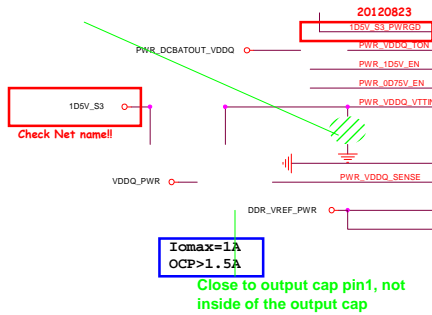 20120823
1D5V_S3_PWRGD
PWR_DCBATOUT_VDDQ
PWR_VDDQ_TON
PWR_1D5V_EN
PWR_0D75V_EN
1D5V_S3
PWR_VDDQ_VTTIN
Check Net name!!
VDDQ_PWR
PWR_VDDQ_SENSE
DDR_VREF_PWR
Iomax=1A
OCP>1.5A
Close to output cap pin1, not
inside of the output cap